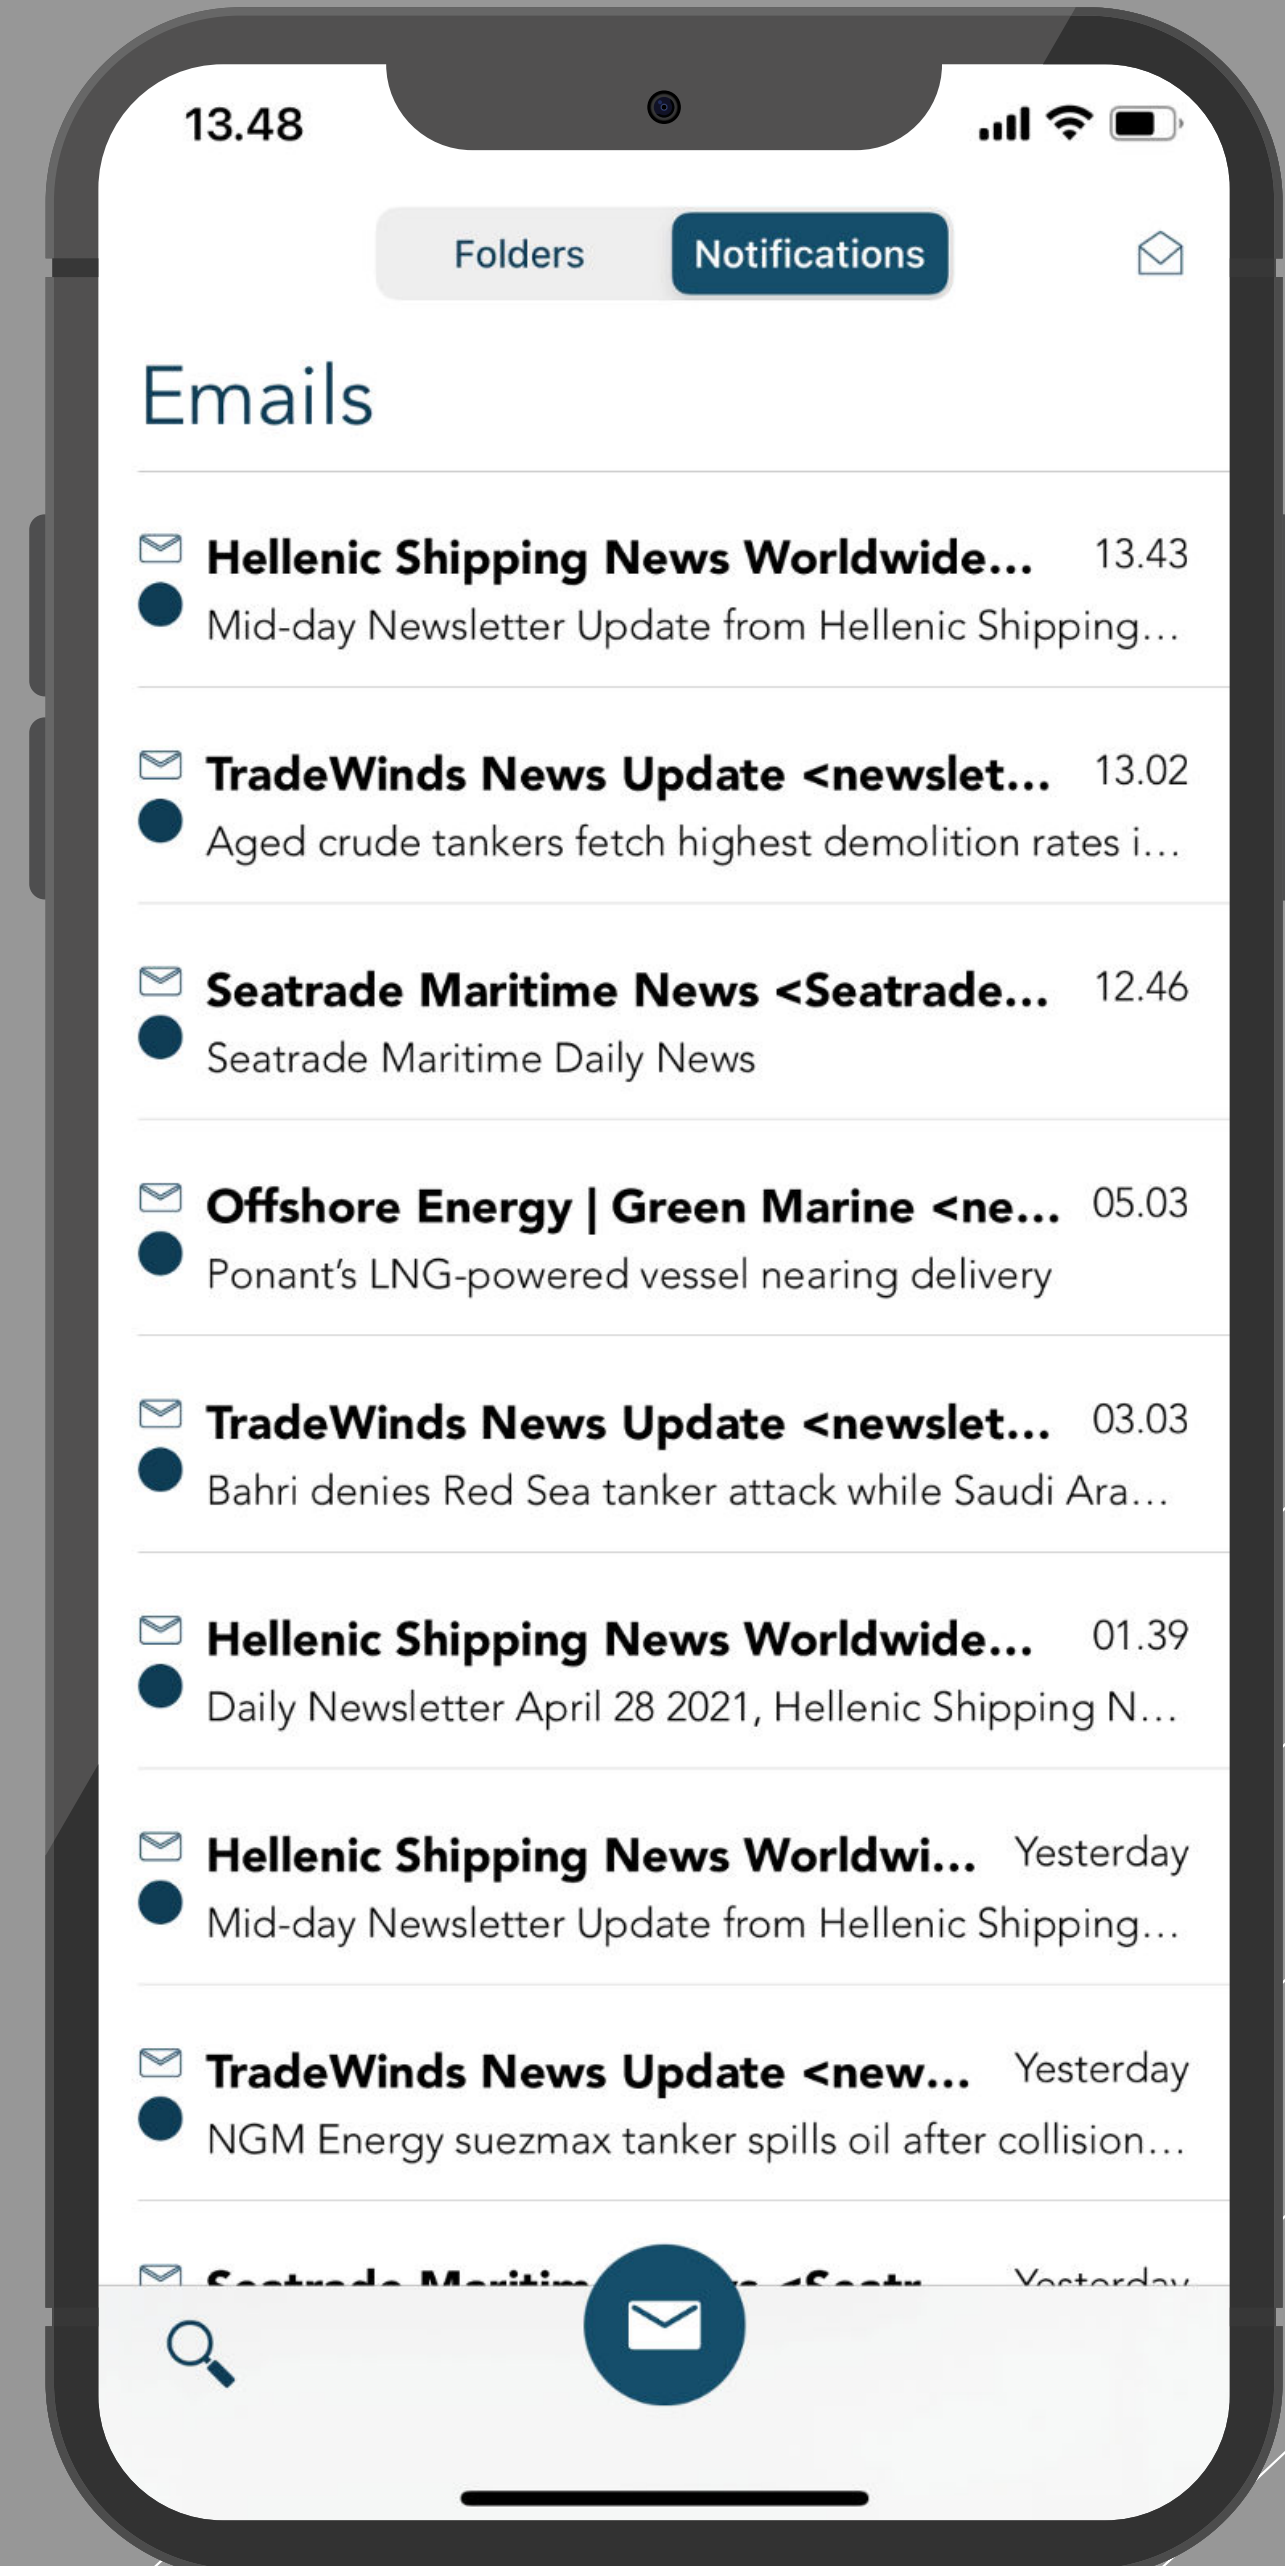 13.48
Folders
Notifications
Emails
Hellenic Shipping News Worldwide... 13.43
Mid-day Newsletter Update from Hellenic Shipping...
TradeWinds News Update <newslet... 13.02
Aged crude tankers fetch highest demolition rates i...
Seatrade Maritime News <Seatrade... 12.46
Seatrade Maritime Daily News
Offshore Energy | Green Marine <ne... 05.03
Ponant’s LNG-powered vessel nearing delivery
TradeWinds News Update <newslet... 03.03
Bahri denies Red Sea tanker attack while Saudi Ara...
Hellenic Shipping News Worldwide... 01.39
Daily Newsletter April 28 2021, Hellenic Shipping N...
Hellenic Shipping News Worldwi... Yesterday
Mid-day Newsletter Update from Hellenic Shipping...
TradeWinds News Update <new... Yesterday
NGM Energy suezmax tanker spills oil after collision...
Seatrade Yesterday